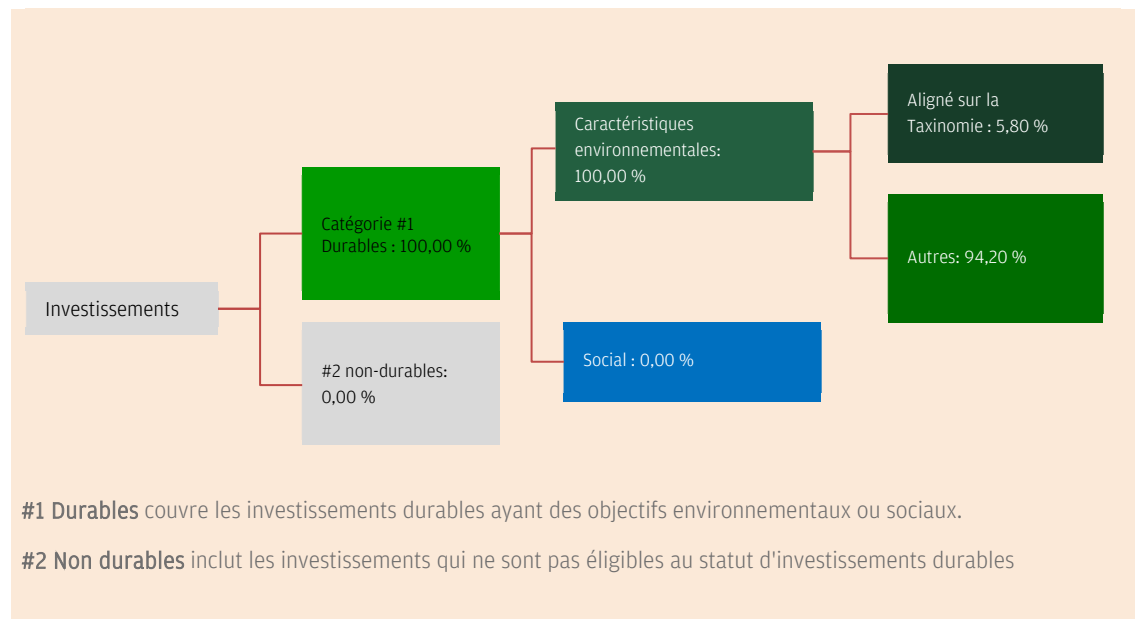 Investissements
Catégorie #1
Durables : 100,00 %
#2 non-durables:
0,00 %
Caractéristiques
environnementales:
100,00 %
Social : 0,00 %
Aligné sur la
Taxinomie : 5,80 %
Autres: 94,20 %
#1 Durables couvre les investissements durables ayant des objectifs environnementaux ou sociaux.
#2 Non durables inclut les investissements qui ne sont pas éligibles au statut d'investissements durables